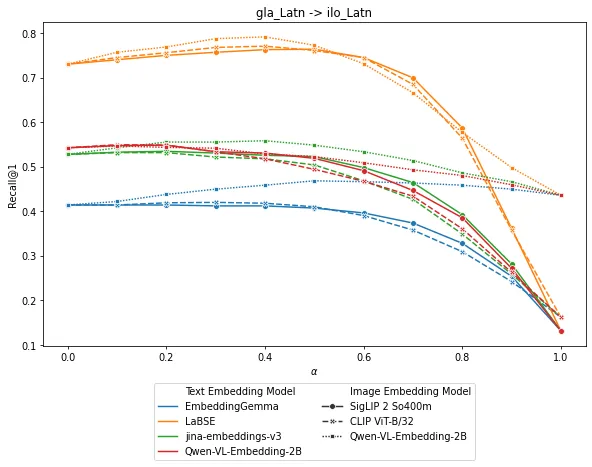 gla_Latn -> ilo_Latn
Recall@1
0.8
0.7
0.6
0.5
0.4
0.3
0.2
0.1
0.0
0.2
0.4
0.6
0.8
1.0
α
Text Embedding Model
EmbeddingGemma
LaBSE
jina-embeddings-v3
Qwen-VL-Embedding-2B
Image Embedding Model
SigLIP 2 So400m
CLIP ViT-B/32
Qwen-VL-Embedding-2B